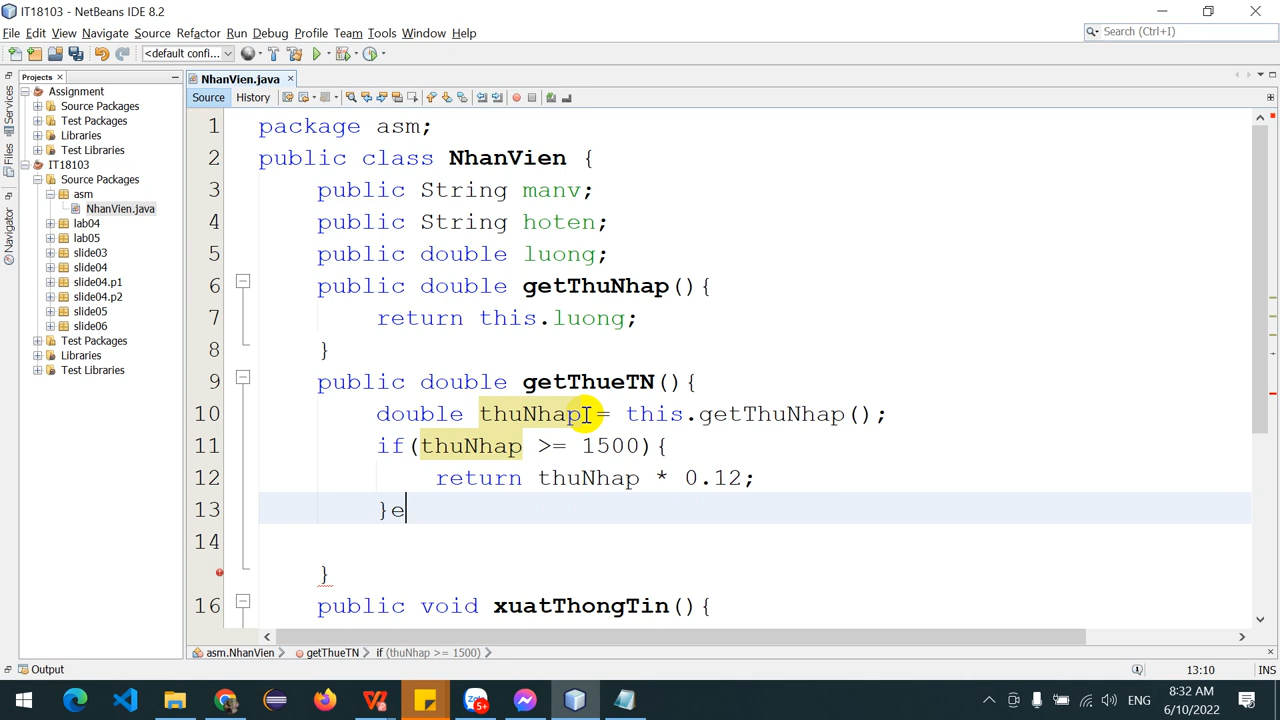 IT18103 - NetBeans IDE 8.2
File Edit View Navigate Source Refactor Run Debug Profile Team Tools Window Help
Search (Ctrl+I)
<default confi...
Projects
NhanVien.java
Source History
Services
Files
Navigator
Assignment
Source Packages
Test Packages
Libraries
Test Libraries
IT18103
Source Packages
asm
NhanVien.java
lab04
lab05
slide03
slide04
slide04.p1
slide04.p2
slide05
slide06
Test Packages
Libraries
Test Libraries
1 package asm;
2 public class NhanVien {
3 public String manv;
4 public String hoten;
5 public double luong;
6 public double getThuNhap(){
7 return this.luong;
8 }
9 public double getThueTN(){
10 double thuNhap = this.getThuNhap();
11 if(thuNhap >= 1500){
12 return thuNhap * 0.12;
13 }e
14
}
16 public void xuatThongTin(){
asm.NhanVien getThueTN if (thuNhap >= 1500)
Output
13:10 INS
5+
ENG
8:32 AM
6/10/2022